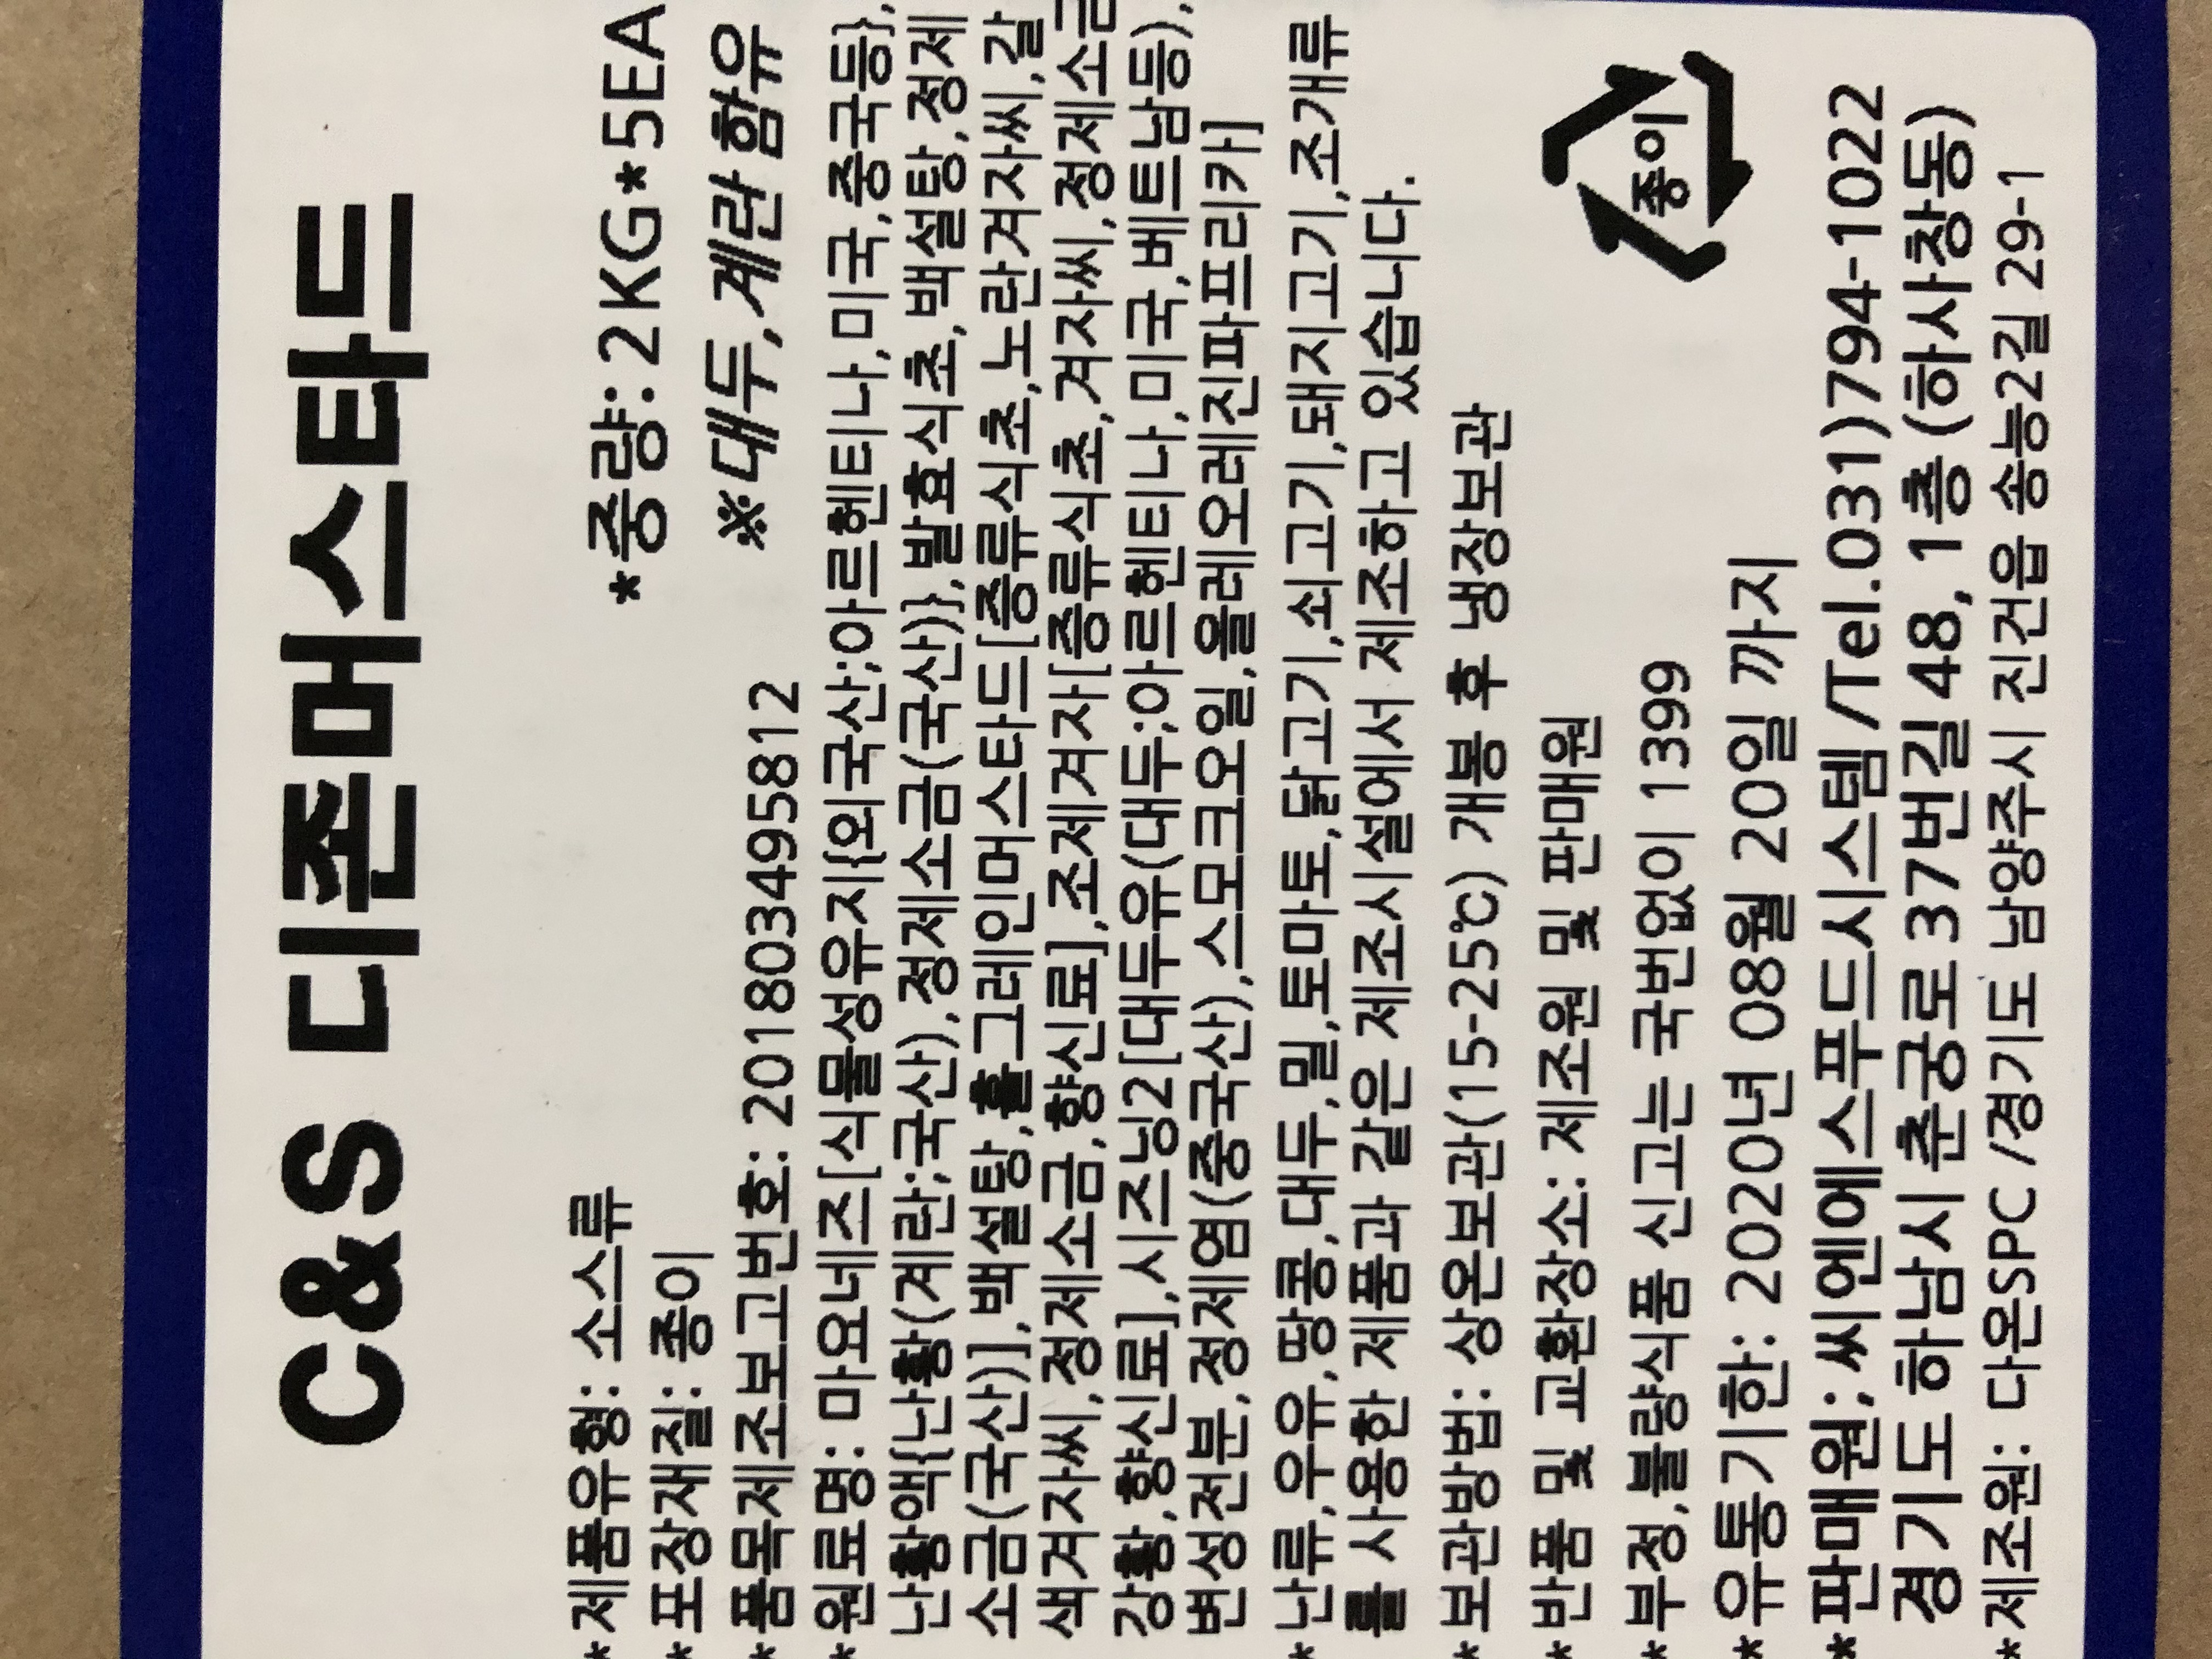 C&S 디존머스타드
*제품유형: 소스류 *중량: 2KG*5EA
*포장재질: 종이
*품목제조보고번호: 2018034958​12 ※대두,계란 함유
*원료명: 마요네즈[식물성유지{외국산;아르헨티나,미국,중국등},
난황액{난황(계란;국산),정제소금(국산)},발효식초,백설탕,정제
소금(국산)],백설탕,홀그레인머스타드[증류식초,노란겨자씨,갈
색겨자씨,정제소금,향신료],조제겨자[증류식초,겨자씨,정제소금
강황,향신료],시즈닝2[대두유(대두;아르헨티나,미국,베트남등),
변성전분,정제염(중국산),스모크오일,올레오레진파프리카]
*난류,우유,땅콩,대두,밀,토마토,닭고기,쇠고기,돼지고기,조개류
를 사용한 제품과 같은 제조시설에서 제조하고 있습니다.
*보관방법: 상온보관(15-25℃) 개봉 후 냉장보관
*반품 및 교환장소: 제조원 및 판매원
종이
*부정,불량식품 신고는 국번없이 1399
*유통기한: 2020년 08월 20일 까지
*판매원; 씨엔에스푸드시스템/Tel.031)794-1022
경기도 하남시 춘궁로37번길48, 1층 (하사창동)
*제조원: 다온SPC /경기도 남양주시 진건읍 송능2길 29-1